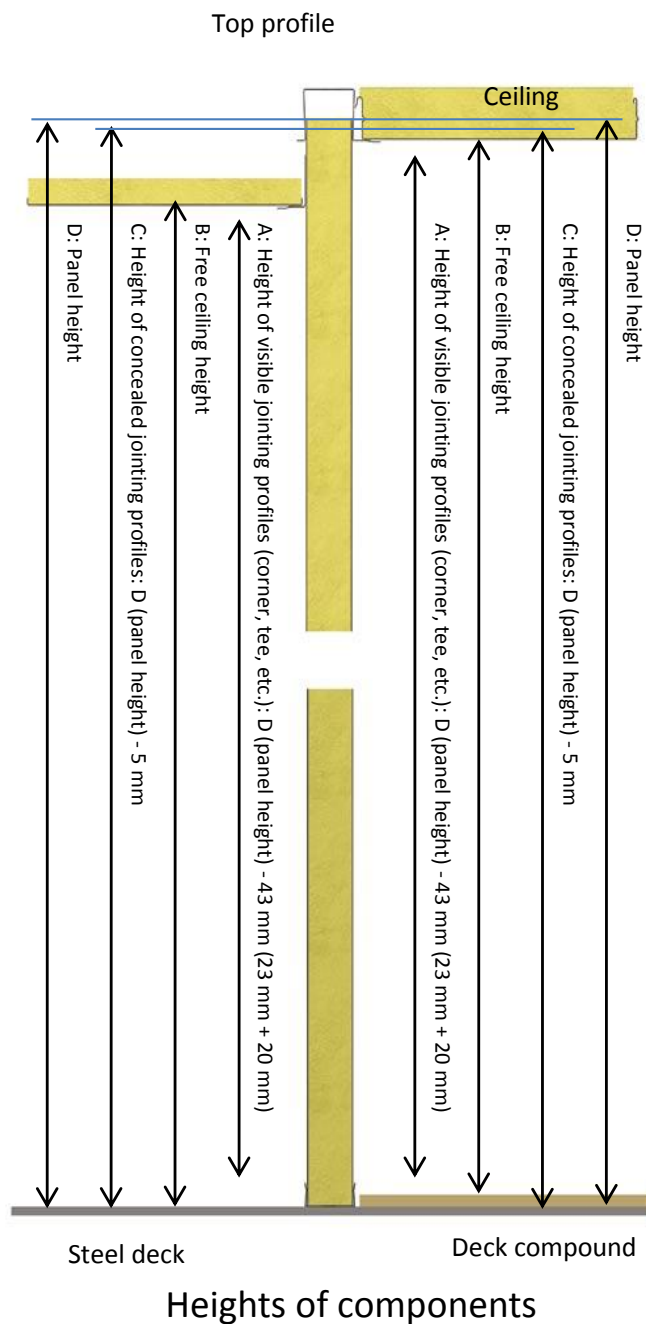 Top profile
Ceiling
D: Panel height
C: Height of concealed jointing profiles: D (panel height) - 5 mm
B: Free ceiling height
A: Height of visible jointing profiles (corner, tee, etc.): D (panel height) - 43 mm (23 mm + 20 mm)
A: Height of visible jointing profiles (corner, tee, etc.): D (panel height) - 43 mm (23 mm + 20 mm)
B: Free ceiling height
C: Height of concealed jointing profiles: D (panel height) - 5 mm
D: Panel height
Steel deck
Deck compound
Heights of components